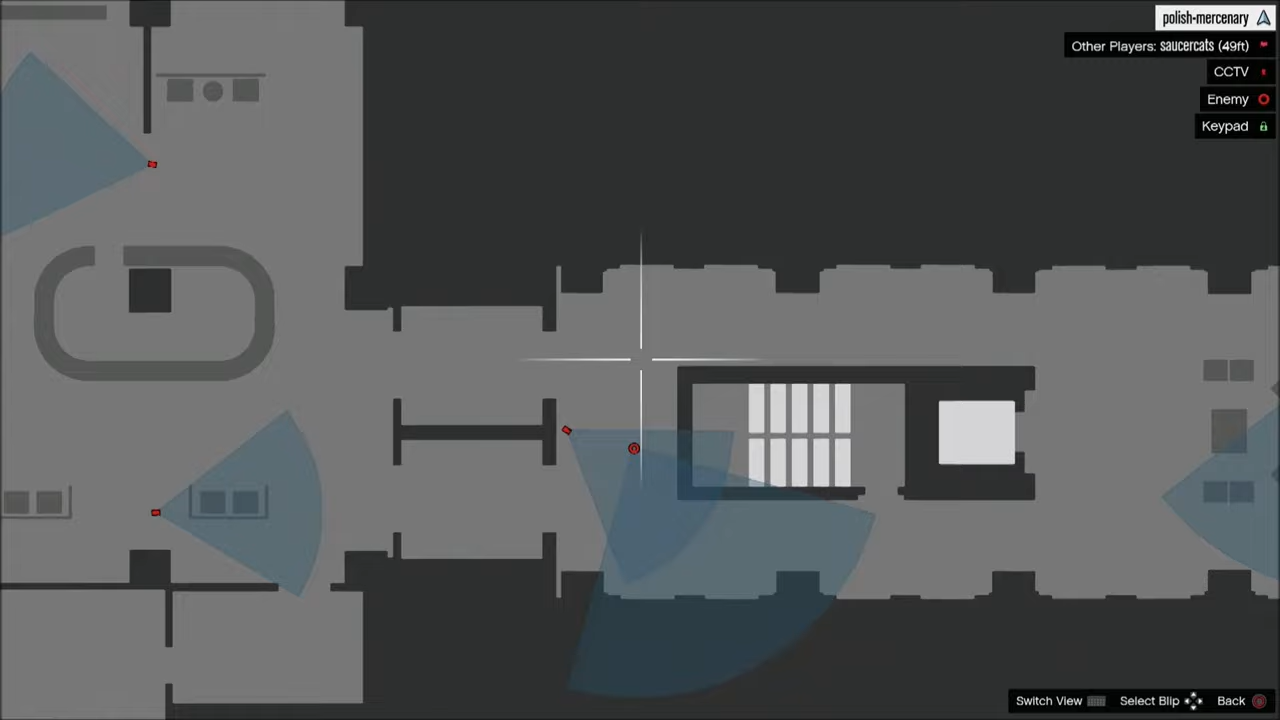 polish-mercenary
Other Players: saucercats (49ft)
CCTV
Enemy
Keypad
Switch View Select Blip Back